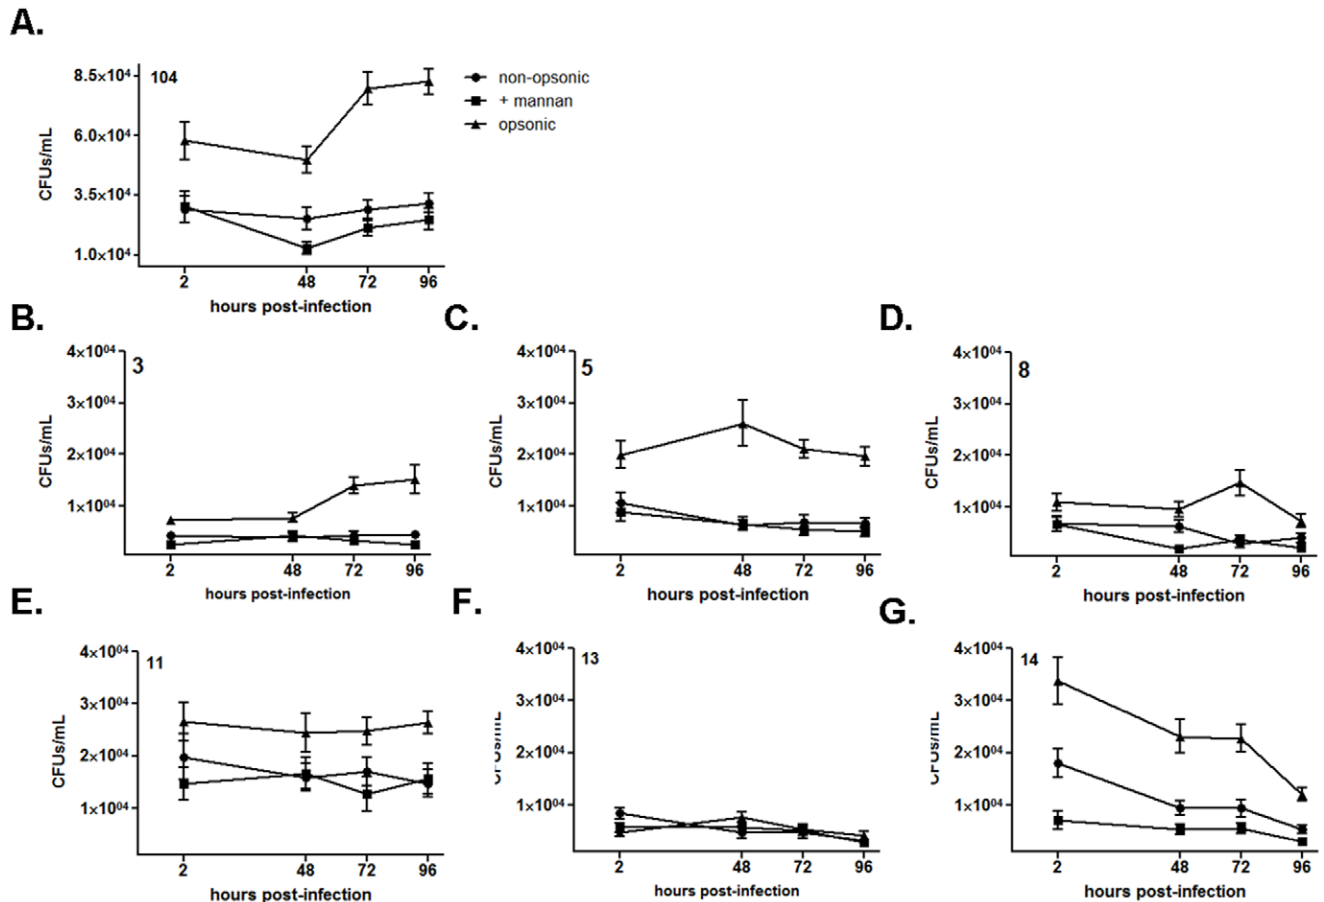 A.
104
8.5×10⁴
6.0×10⁴
3.5×10⁴
1.0×10⁴
CFUs/mL
2 48 72 96
hours post-infection
non-opsonic
+ mannan
opsonic
B.
3
4×10⁰⁴
3×10⁰⁴
2×10⁰⁴
1×10⁰⁴
CFUs/mL
2 48 72 96
hours post-infection
C.
5
4×10⁰⁴
3×10⁰⁴
2×10⁰⁴
1×10⁰⁴
CFUs/mL
2 48 72 96
hours post-infection
D.
8
4×10⁰⁴
3×10⁰⁴
2×10⁰⁴
1×10⁰⁴
CFUs/mL
2 48 72 96
hours post-infection
E.
11
4×10⁰⁴
3×10⁰⁴
2×10⁰⁴
1×10⁰⁴
CFUs/mL
2 48 72 96
hours post-infection
F.
13
4×10⁰⁴
3×10⁰⁴
2×10⁰⁴
1×10⁰⁴
CFUs/mL
2 48 72 96
hours post-infection
G.
14
4×10⁰⁴
3×10⁰⁴
2×10⁰⁴
1×10⁰⁴
CFUs/mL
2 48 72 96
hours post-infection